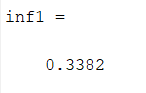 inf1 =
0.3382